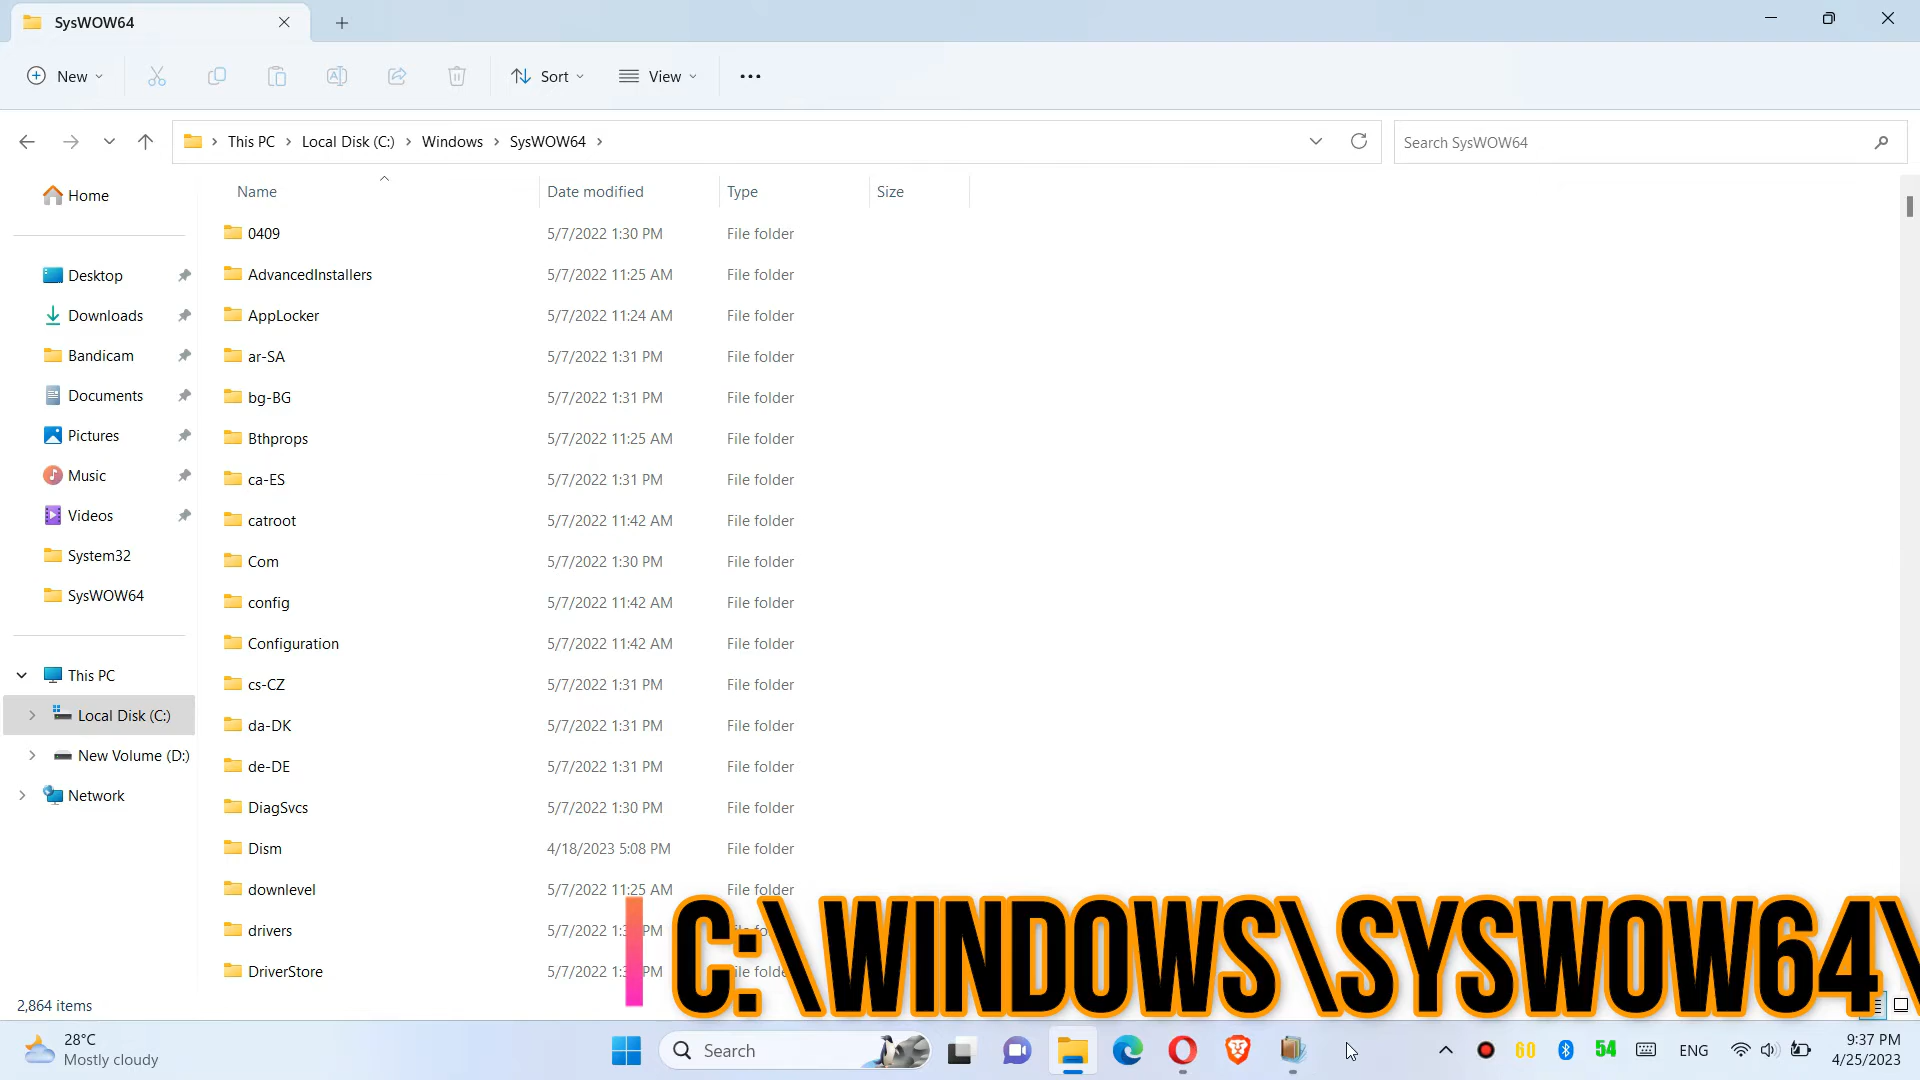 SysWOW64
New
Sort
View
This PC
Local Disk (C:)
Windows
SysWOW64
Search SysWOW64
Home
Desktop
Downloads
Bandicam
Documents
Pictures
Music
Videos
System32
SysWOW64
This PC
Local Disk (C:)
New Volume (D:)
Network
Name Date modified Type Size
0409 5/7/2022 1:30 PM File folder
AdvancedInstallers 5/7/2022 11:25 AM File folder
AppLocker 5/7/2022 11:24 AM File folder
ar-SA 5/7/2022 1:31 PM File folder
bg-BG 5/7/2022 1:31 PM File folder
Bthprops 5/7/2022 11:25 AM File folder
ca-ES 5/7/2022 1:31 PM File folder
catroot 5/7/2022 11:42 AM File folder
Com 5/7/2022 1:30 PM File folder
config 5/7/2022 11:42 AM File folder
Configuration 5/7/2022 11:42 AM File folder
cs-CZ 5/7/2022 1:31 PM File folder
da-DK 5/7/2022 1:31 PM File folder
de-DE 5/7/2022 1:31 PM File folder
DiagSvcs 5/7/2022 1:30 PM File folder
Dism 4/18/2023 5:08 PM File folder
downlevel 5/7/2022 11:25 AM File folder
drivers 5/7/2022
DriverStore 5/7/2022 PM
C:\WINDOWS\SYSWOW64\
2,864 items
28°C
Mostly cloudy
Search
60
54
ENG
9:37 PM
4/25/2023